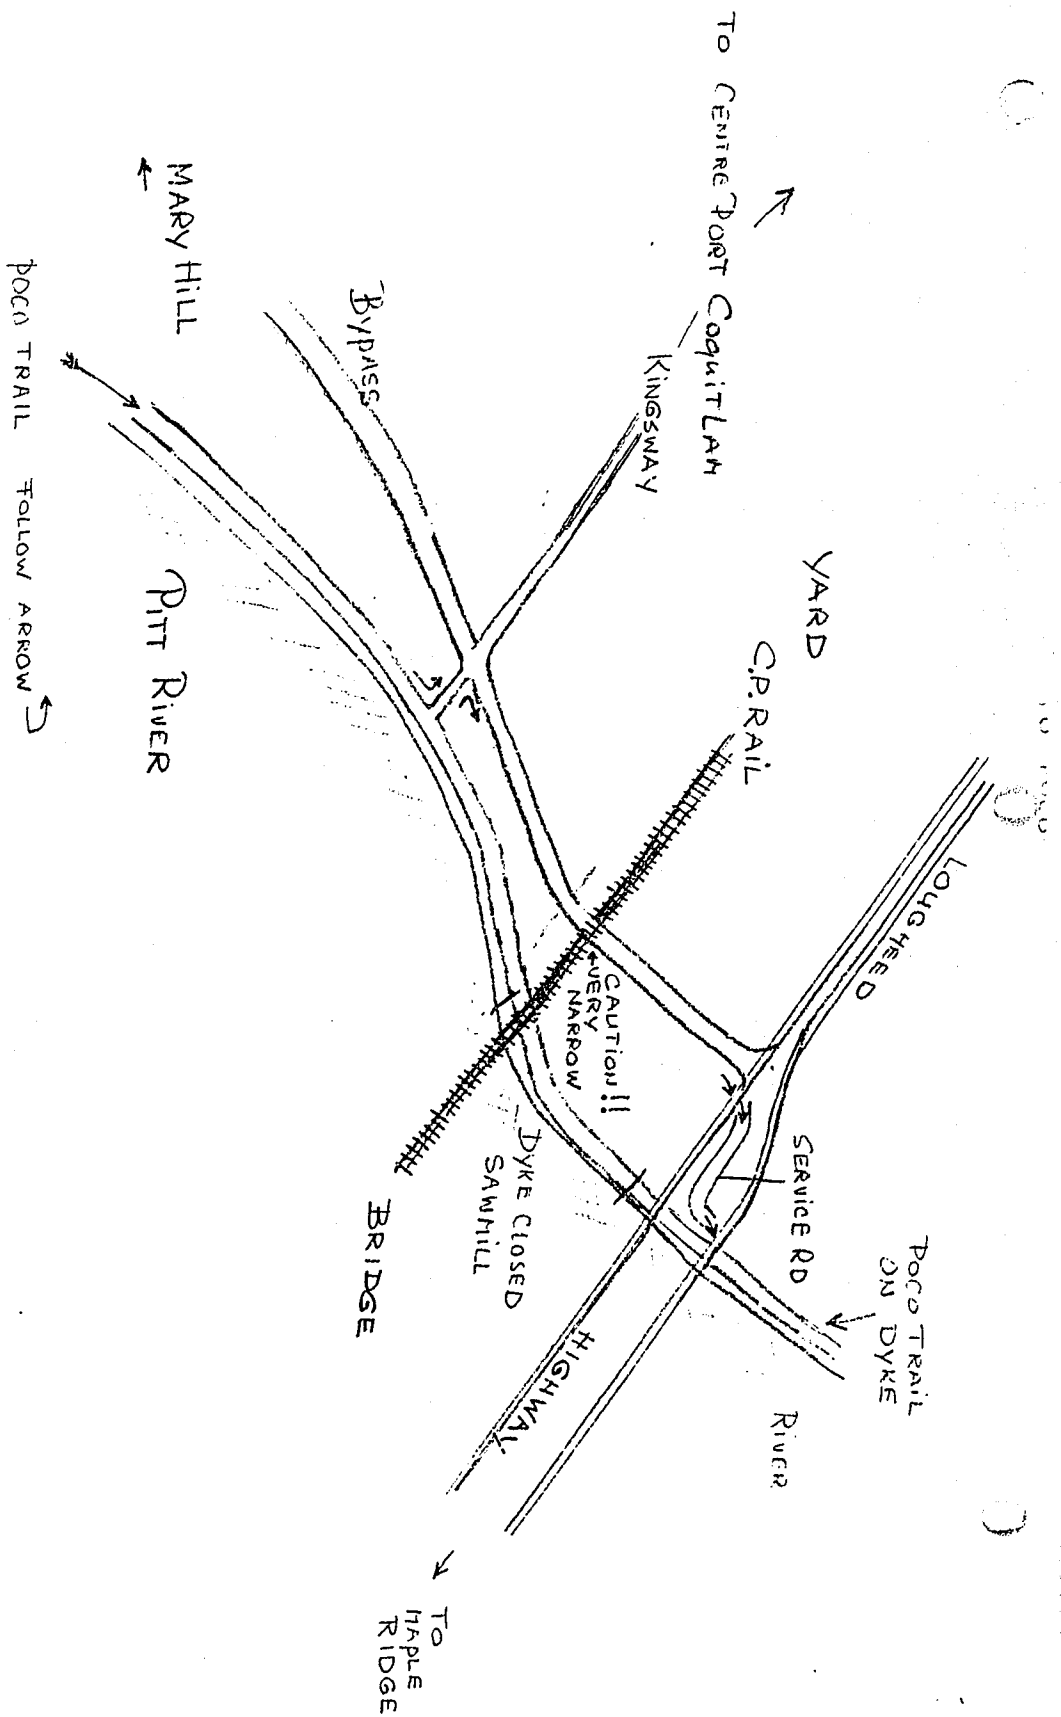 TO CENTRE PORT COQUITLAM
KINGSWAY
YARD
C.P. RAIL
LOUGHEED
MARY HILL
BYPASS
CAUTION!!
VERY
NARROW
SERVICE RD
POCO TRAIL
ON DYKE
RIVER
PITT RIVER
DYKE CLOSED
SAWMILL
BRIDGE
HIGHWAY
TO
MAPLE
RIDGE
POCO TRAIL FOLLOW ARROW